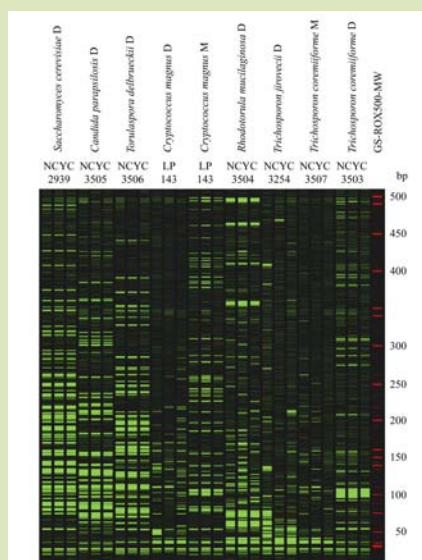 Saccharomyces cerevisiae D
Candida parapsilosis D
Torulaspora delbrueckii D
Cryptococcus magnus D
Cryptococcus magnus M
Rhodotorula mucilaginosa D
Trichosporon jirovecii D
Trichosporon coremiiforme M
Trichosporon coremiiforme D
GS-ROX500-MW
NCYC NCYC NCYC LP LP NCYC NCYC NCYC NCYC
2939 3505 3506 143 143 3504 3254 3507 3503
bp
500
450
400
300
250
200
150
100
50